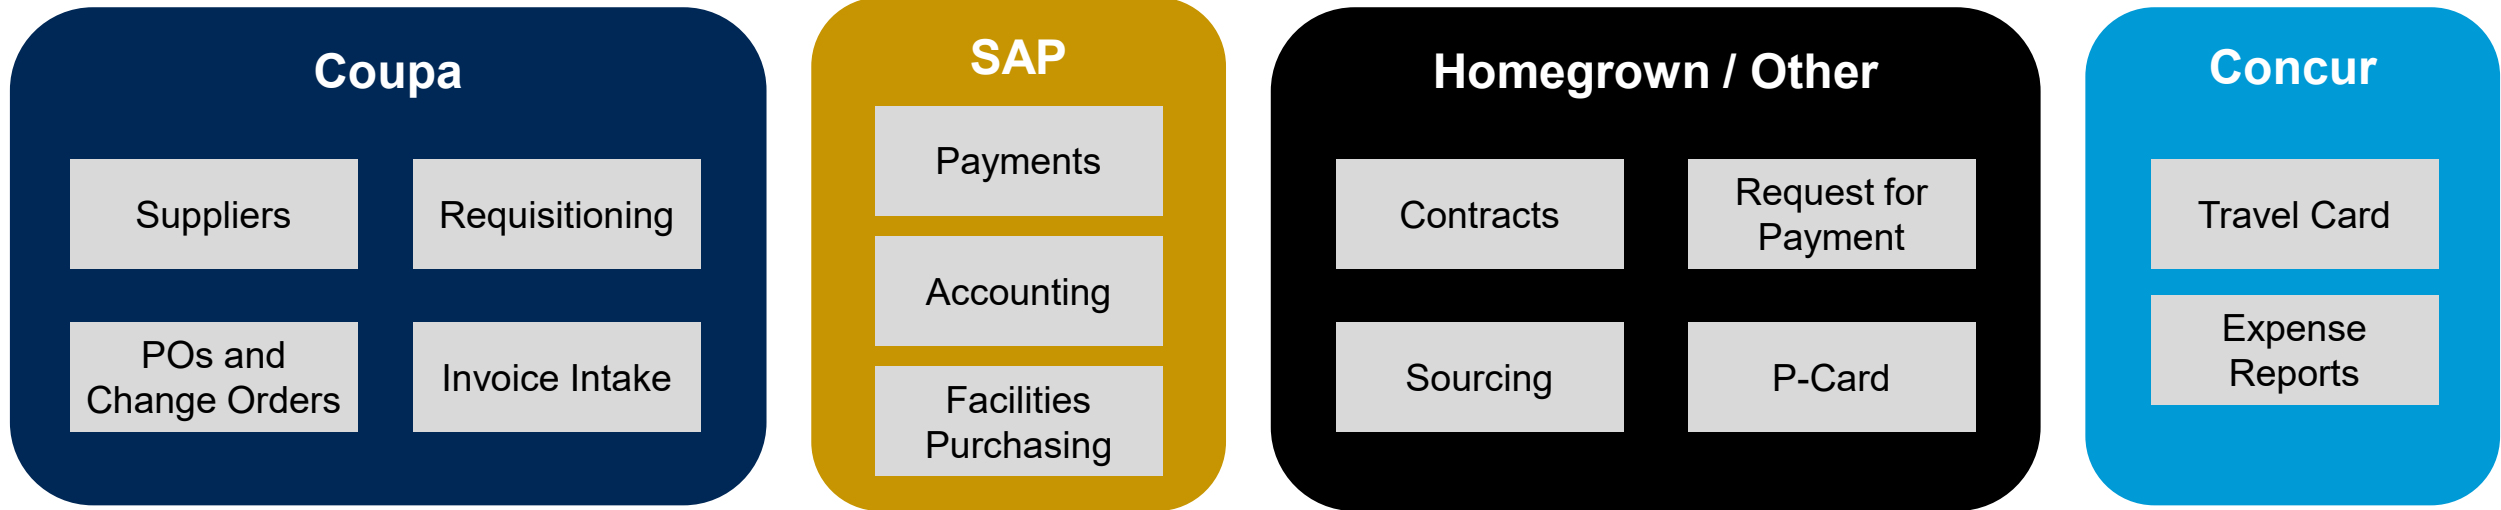 Coupa
Suppliers
Requisitioning
POs and
Change Orders
Invoice Intake
SAP
Payments
Accounting
Facilities
Purchasing
Homegrown / Other
Contracts
Request for
Payment
Sourcing
P-Card
Concur
Travel Card
Expense
Reports